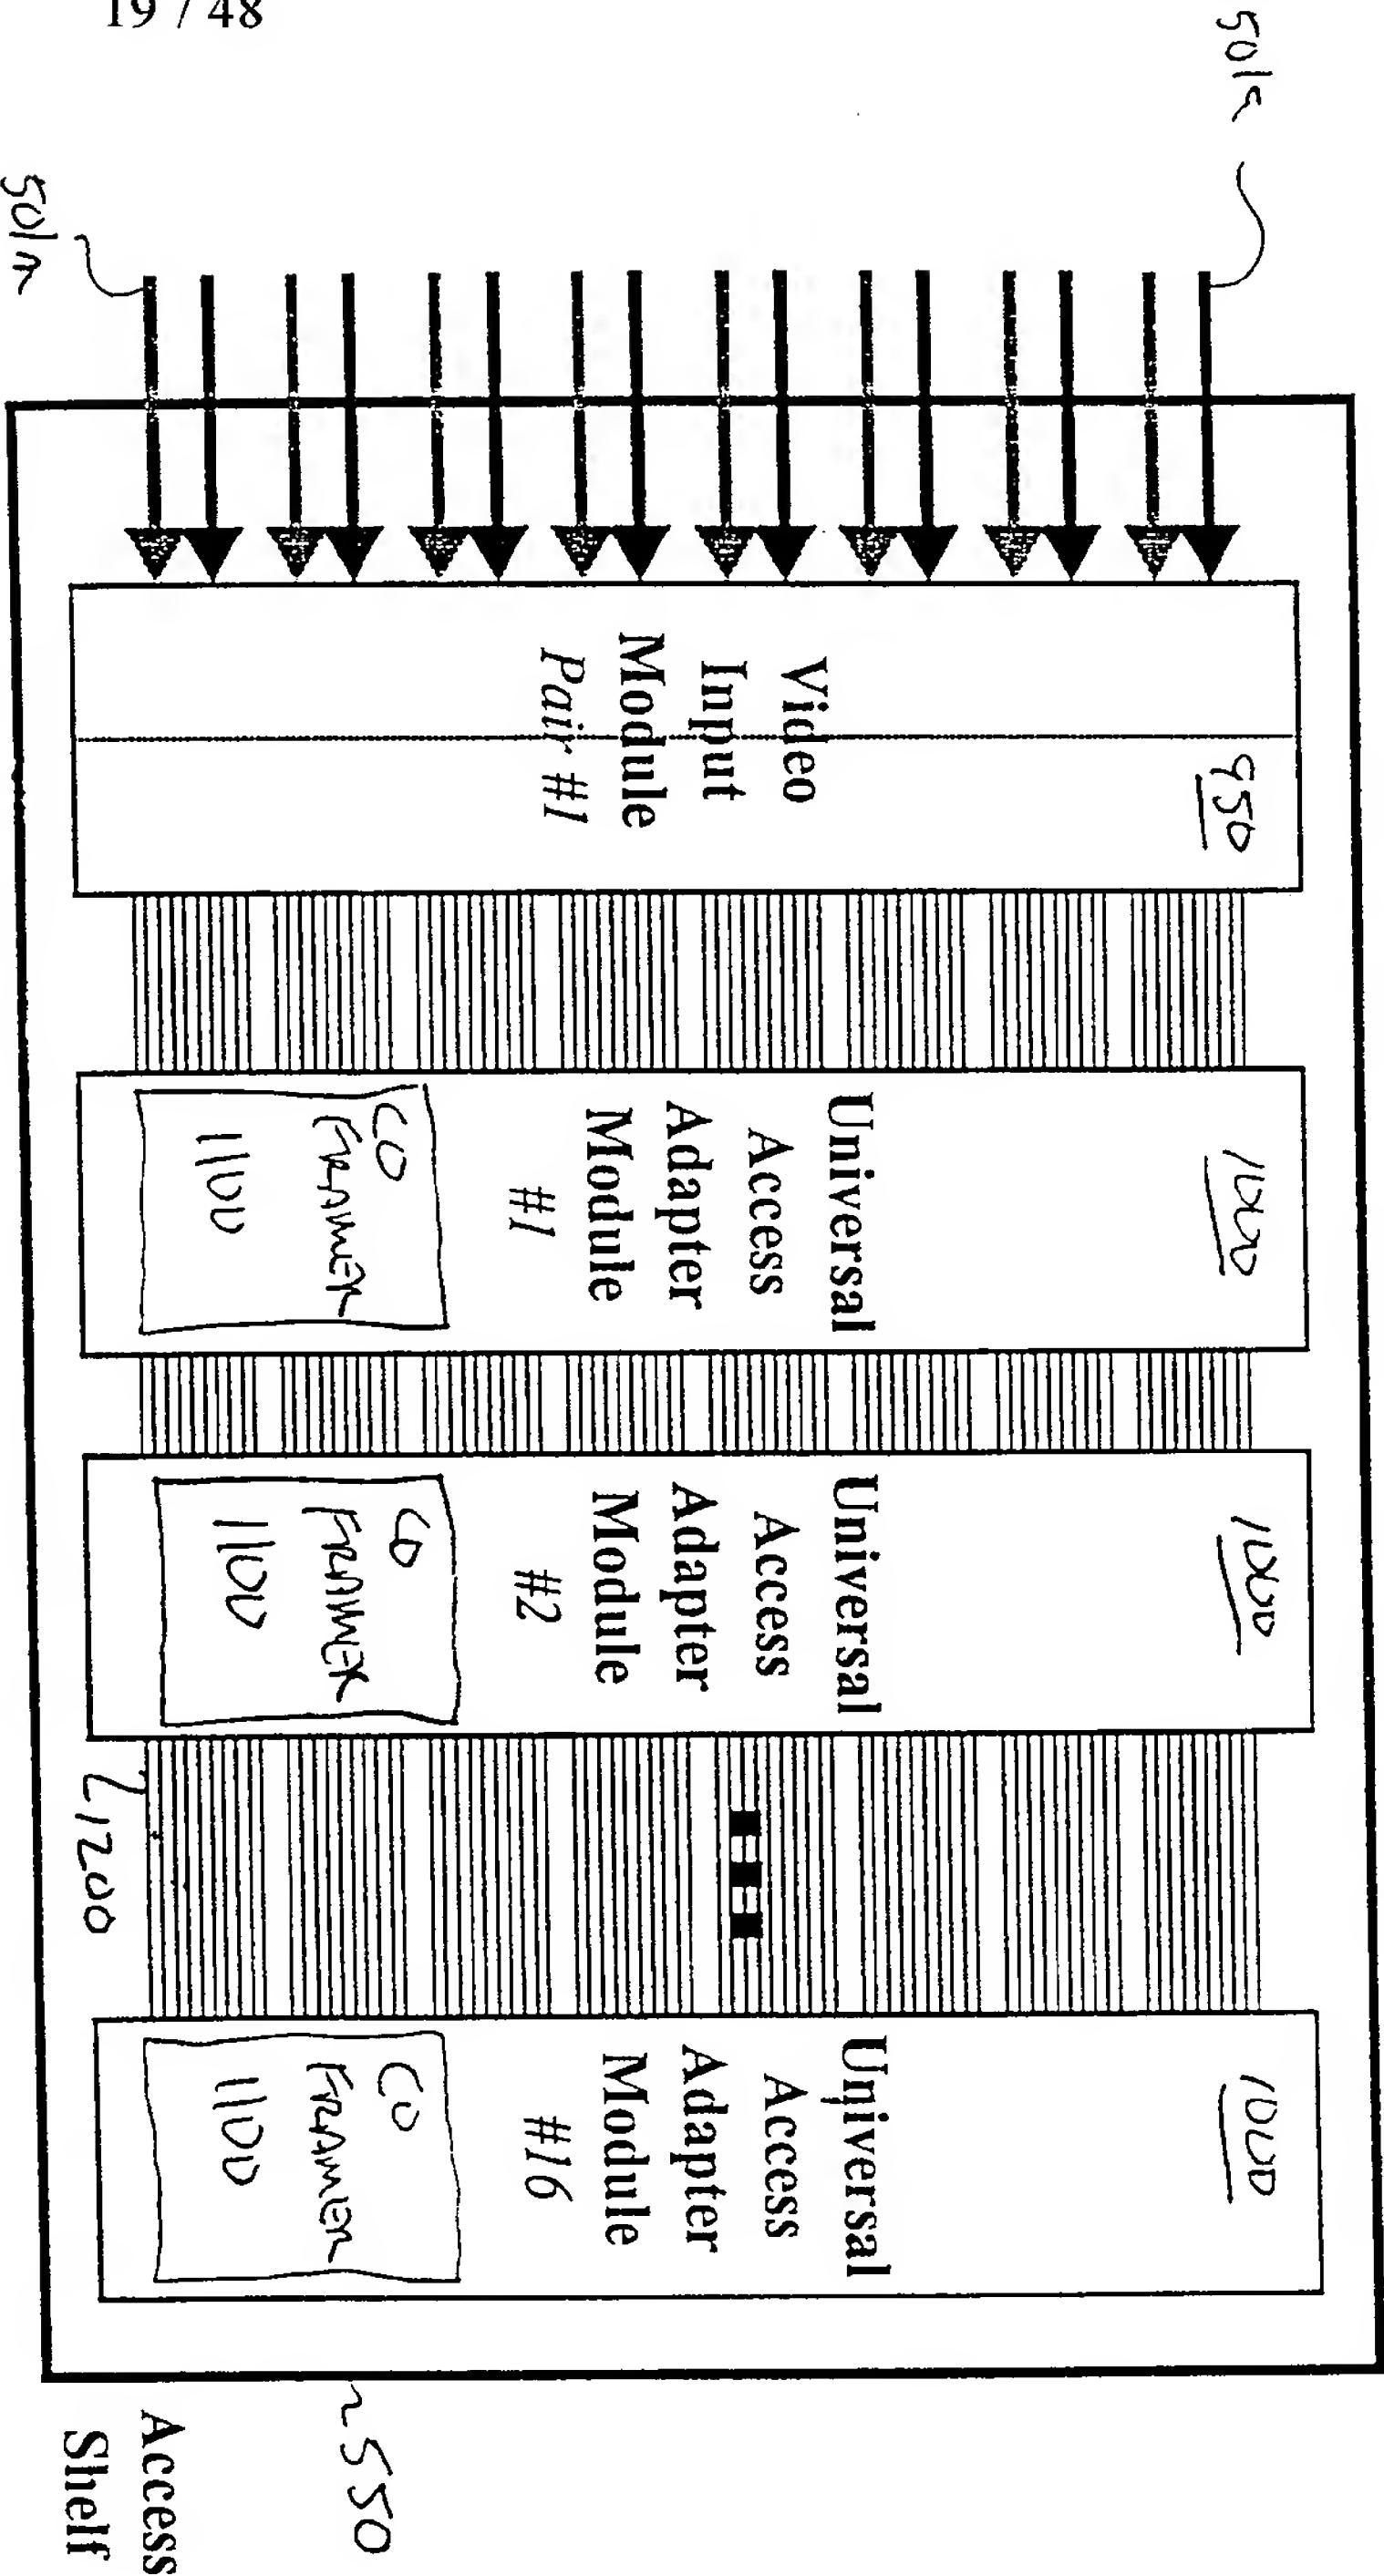 19 / 48
501a
501n
Video
Input
Module
Pair #1
950
Universal
Access
Adapter
Module
#1
1000
CO
FRAMER
1100
Universal
Access
Adapter
Module
#2
1000
CO
FRAMER
1100
1200
Universal
Access
Adapter
Module
#16
1000
CO
FRAMER
1100
550
Access
Shelf